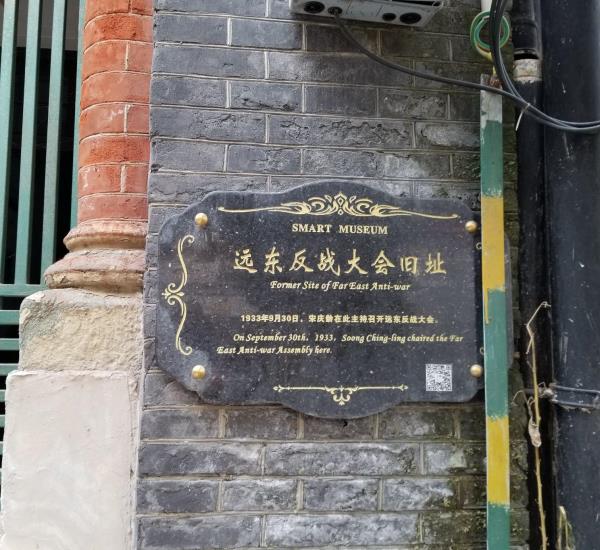 SMART MUSEUM
远东反战大会旧址
Former Site of Far East Anti-war
1933年9月30日，宋庆龄在此主持召开远东反战大会。
On September 30th, 1933, Soong Ching-ling chaired the Far
East Anti-war Assembly here.